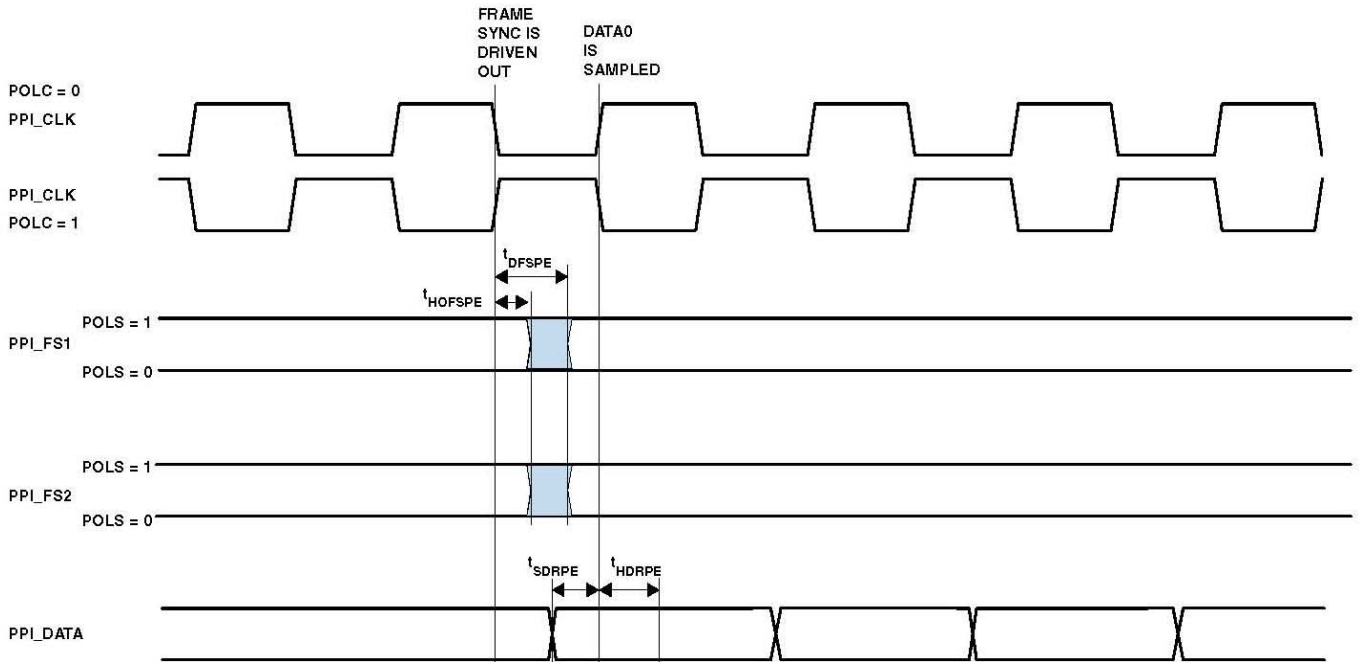 FRAME
SYNC IS
DRIVEN
OUT
DATA0
IS
SAMPLED
POLC = 0
PPI_CLK
PPI_CLK
POLC = 1
tDFSPE
tHOFSPE
POLS = 1
PPI_FS1
POLS = 0
POLS = 1
PPI_FS2
POLS = 0
tSDRPE
tHDRPE
PPI_DATA